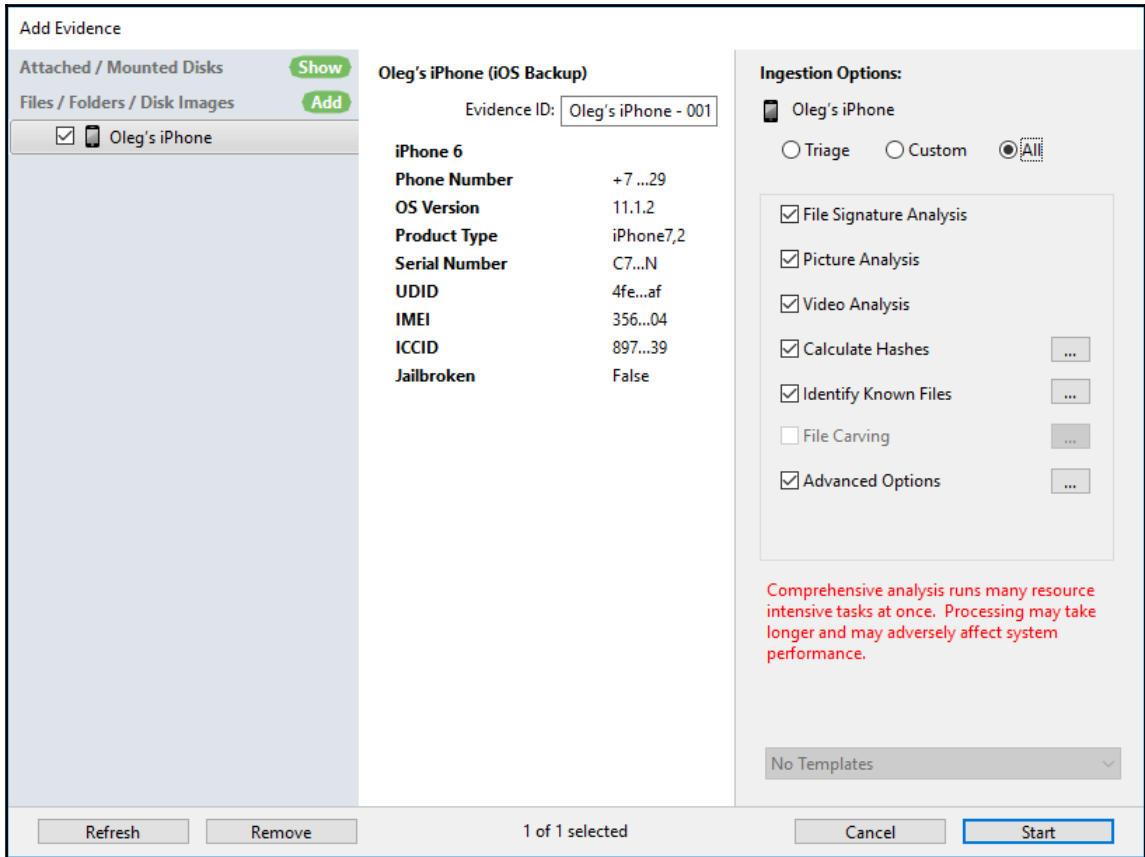 Add Evidence
Attached / Mounted Disks Show
Files / Folders / Disk Images Add
Oleg's iPhone
Oleg's iPhone (iOS Backup)
Evidence ID: Oleg's iPhone - 001
iPhone 6
Phone Number +7 ...29
OS Version 11.1.2
Product Type iPhone7,2
Serial Number C7...N
UDID 4fe...af
IMEI 356...04
ICCID 897...39
Jailbroken False
Ingestion Options:
Oleg's iPhone
Triage Custom All
File Signature Analysis
Picture Analysis
Video Analysis
Calculate Hashes ...
Identify Known Files ...
File Carving ...
Advanced Options ...
Comprehensive analysis runs many resource
intensive tasks at once. Processing may take
longer and may adversely affect system
performance.
No Templates
Refresh Remove 1 of 1 selected Cancel Start